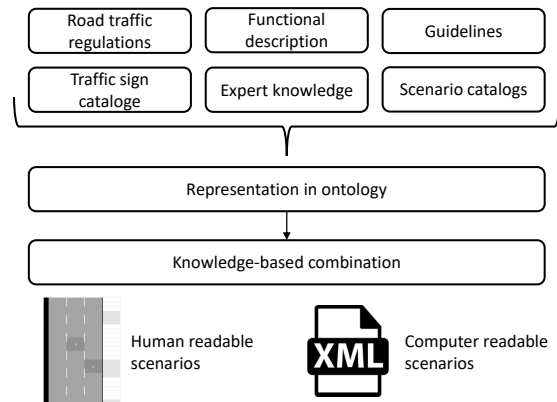 Road traffic
regulations
Functional
description
Guidelines
Traffic sign
cataloge
Expert knowledge
Scenario catalogs
Representation in ontology
Knowledge-based combination
Human readable
scenarios
XML
Computer readable
scenarios